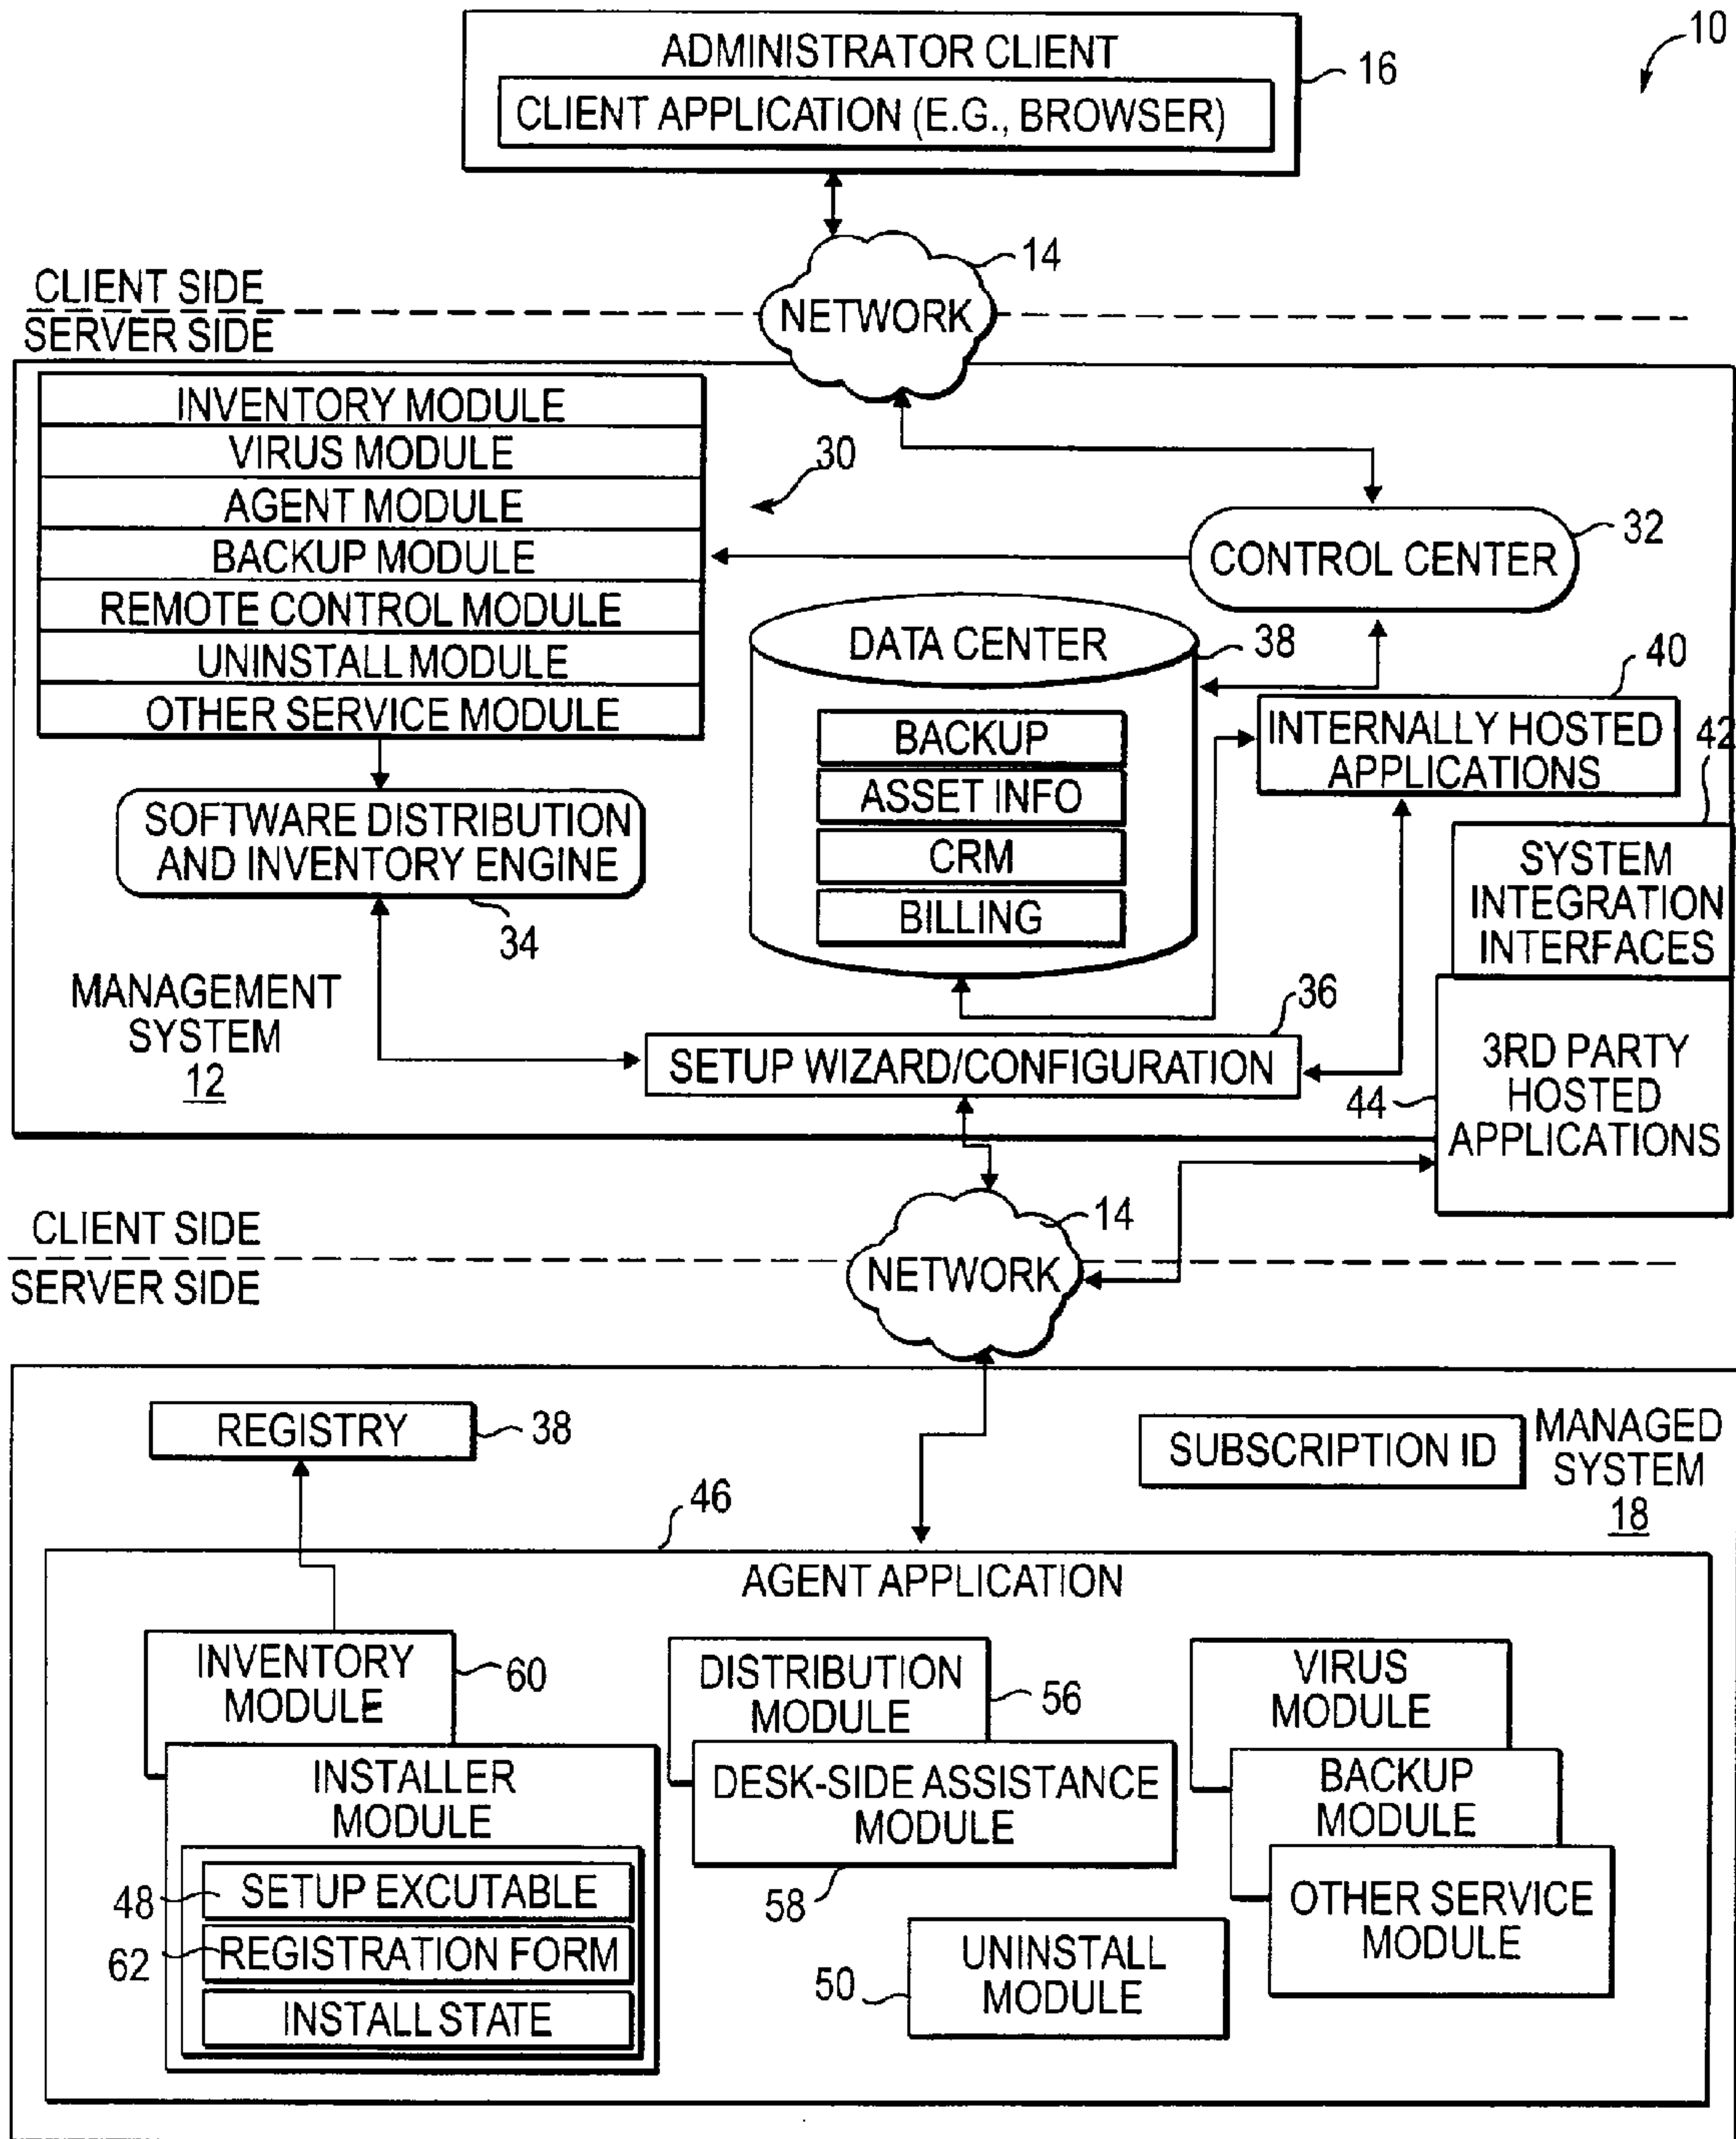 10
ADMINISTRATOR CLIENT
16
CLIENT APPLICATION (E.G., BROWSER)
14
CLIENT SIDE
NETWORK
SERVER SIDE
INVENTORY MODULE
VIRUS MODULE
30
AGENT MODULE
32
BACKUP MODULE
CONTROL CENTER
REMOTE CONTROL MODULE
DATA CENTER
38
UNINSTALL MODULE
40
OTHER SERVICE MODULE
BACKUP
INTERNALLY HOSTED
APPLICATIONS
42
ASSET INFO
SOFTWARE DISTRIBUTION
AND INVENTORY ENGINE
CRM
SYSTEM
INTEGRATION
INTERFACES
BILLING
34
MANAGEMENT
SYSTEM
12
36
SETUP WIZARD/CONFIGURATION
3RD PARTY
HOSTED
APPLICATIONS
44
14
CLIENT SIDE
NETWORK
SERVER SIDE
REGISTRY
38
SUBSCRIPTION ID
MANAGED
SYSTEM
18
46
AGENT APPLICATION
INVENTORY
MODULE
60
DISTRIBUTION
MODULE
56
VIRUS
MODULE
INSTALLER
MODULE
DESK-SIDE ASSISTANCE
MODULE
BACKUP
MODULE
48
SETUP EXCUTABLE
58
OTHER SERVICE
MODULE
62
REGISTRATION FORM
UNINSTALL
MODULE
50
INSTALL STATE